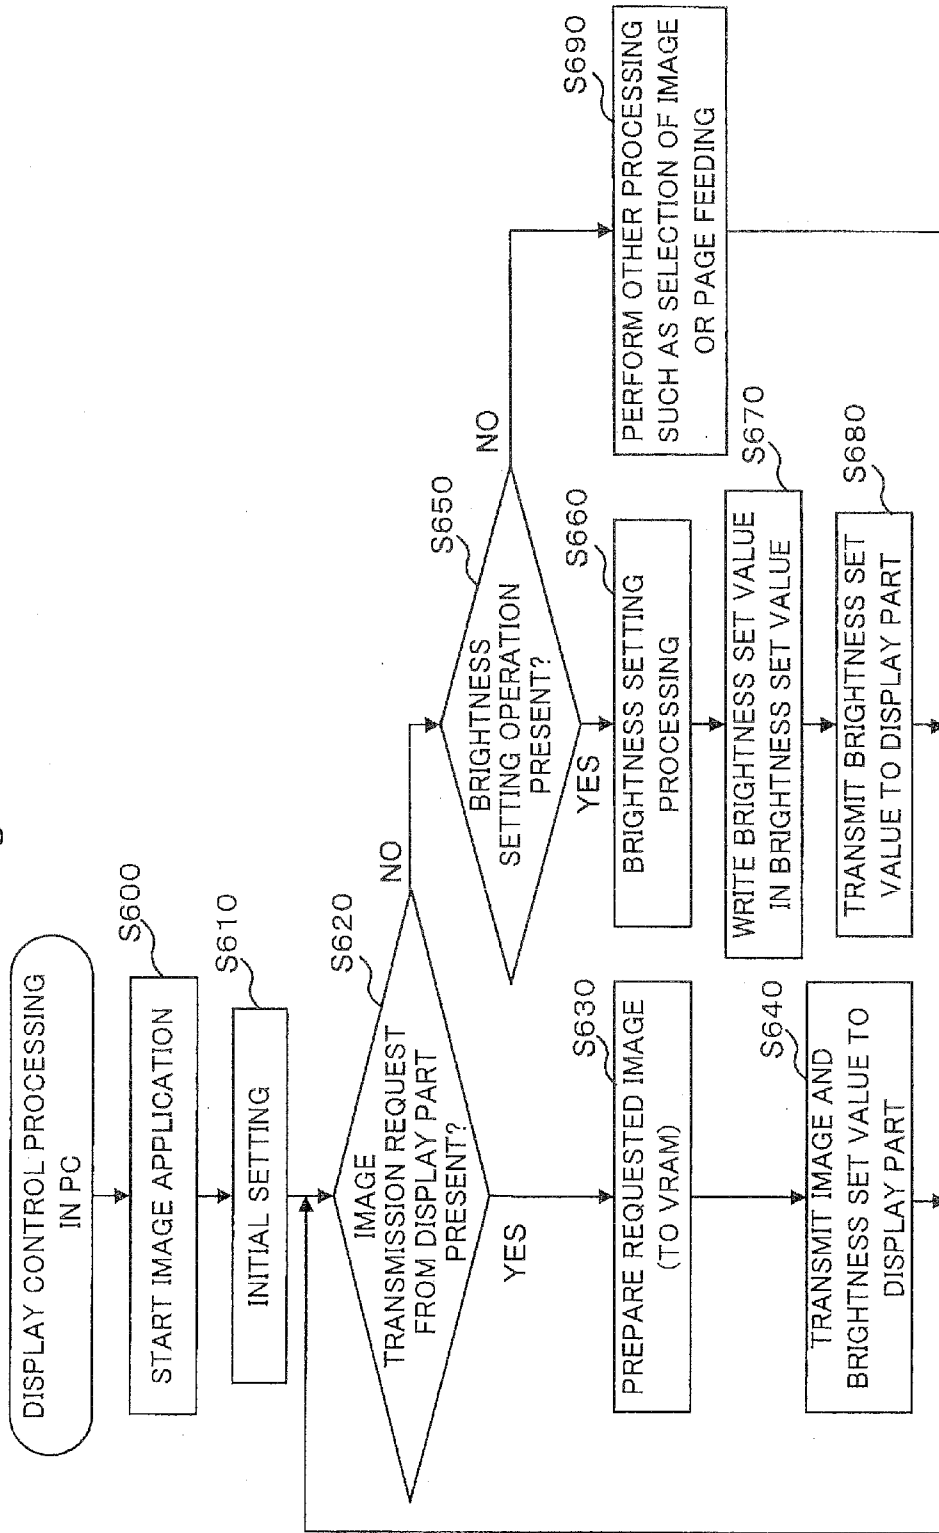 DISPLAY CONTROL PROCESSING
IN PC
S600
START IMAGE APPLICATION
S610
INITIAL SETTING
S620
IMAGE
TRANSMISSION REQUEST
FROM DISPLAY PART
PRESENT?
NO
YES
S630
PREPARE REQUESTED IMAGE
(TO VRAM)
S640
TRANSMIT IMAGE AND
BRIGHTNESS SET VALUE TO
DISPLAY PART
S650
BRIGHTNESS
SETTING OPERATION
PRESENT?
NO
YES
S660
BRIGHTNESS SETTING
PROCESSING
S670
WRITE BRIGHTNESS SET VALUE
IN BRIGHTNESS SET VALUE
S680
TRANSMIT BRIGHTNESS SET
VALUE TO DISPLAY PART
S690
PERFORM OTHER PROCESSING
SUCH AS SELECTION OF IMAGE
OR PAGE FEEDING